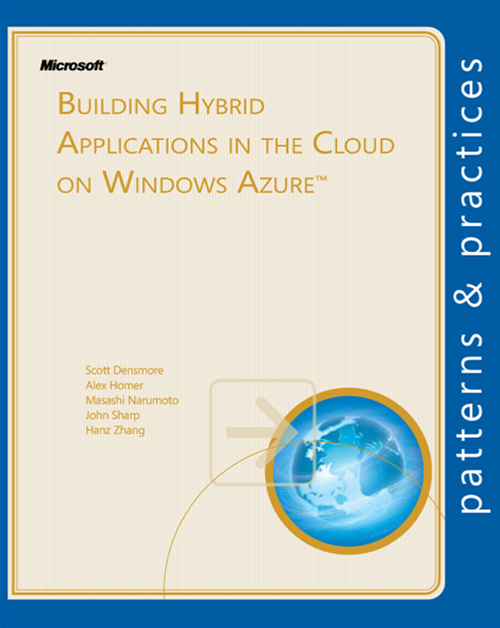 Microsoft
BUILDING HYBRID
APPLICATIONS IN THE CLOUD
ON WINDOWS AZURE™
Scott Densmore
Alex Homer
Masashi Narumoto
John Sharp
Hanz Zhang
patterns & practices